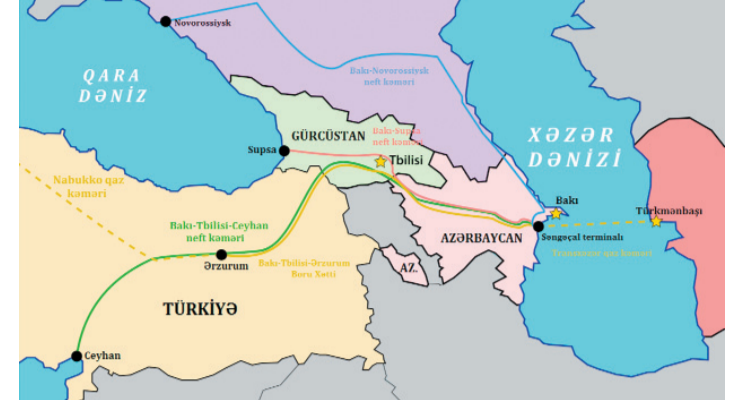 Novorossiysk
QARA
DƏNİZ
Bakı-Novorossiysk
neft kəməri
GÜRCÜSTAN
Bakı-Supsa
neft kəməri
Supsa
Tbilisi
XƏZƏR
DƏNİZİ
Nabukko qaz
kəməri
Bakı
Türkmənbaşı
Bakı-Tbilisi-Ceyhan
neft kəməri
AZƏRBAYCAN
Səngəçal terminalı
Transxəzər qaz kəməri
Ərzurum
Bakı-Tbilisi-Ərzurum
Boru Xətti
AZ.
TÜRKİYƏ
Ceyhan